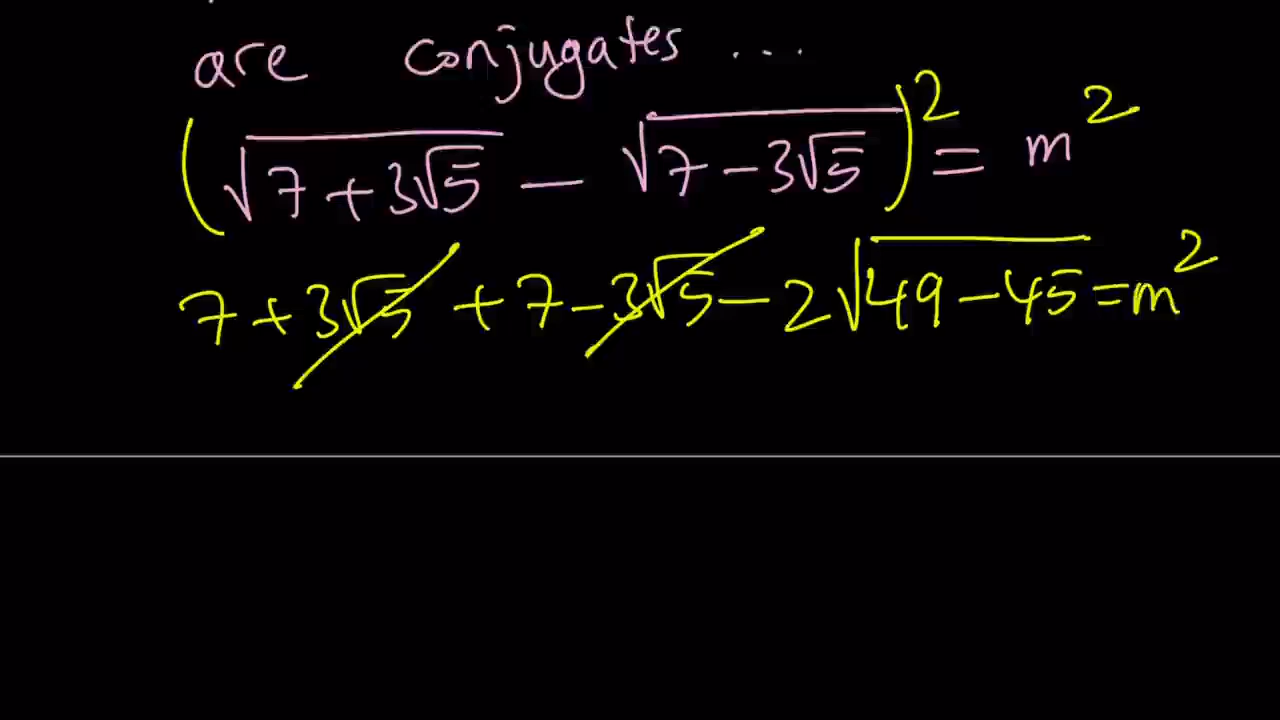 are conjugates ...
(√(7 + 3√5) − √(7 − 3√5))² = m²
7 + 3√5 + 7 − 3√5 − 2√(49 − 45) = m²